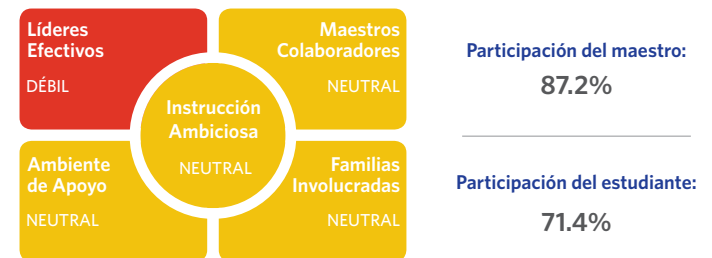 Líderes
Efectivos
DÉBIL
Maestros
Colaboradores
NEUTRAL
Instrucción
Ambiciosa
NEUTRAL
Ambiente
de Apoyo
NEUTRAL
Familias
Involucradas
NEUTRAL
Participación del maestro:
87.2%
Participación del estudiante:
71.4%